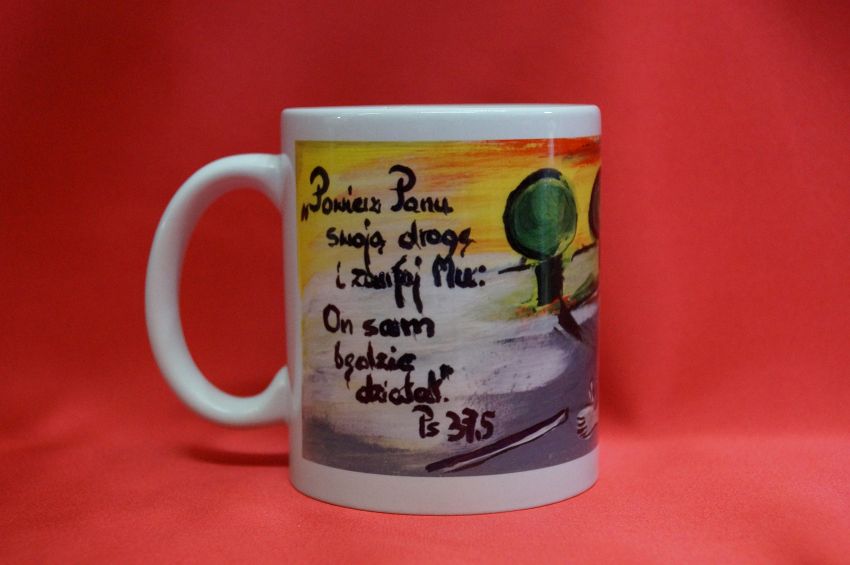 „Powierz Panu
swoją drogę
i zaufaj Mu:
On sam
będzie
działał".
Ps 37.5